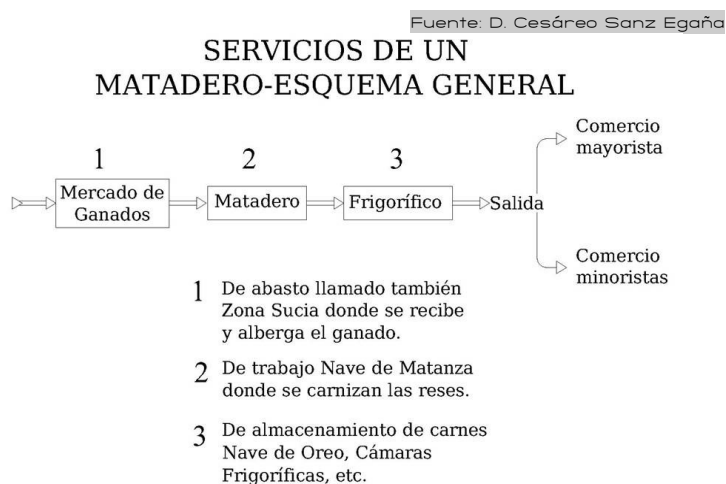 Fuente: D. Cesáreo Sanz Egaña
SERVICIOS DE UN
MATADERO-ESQUEMA GENERAL
1
2
3
Mercado de
Ganados
Matadero
Frigorífico
Salida
Comercio
mayorista
Comercio
minoristas
1 De abasto llamado también
Zona Sucia donde se recibe
y alberga el ganado.
2 De trabajo Nave de Matanza
donde se carnizan las reses.
3 De almacenamiento de carnes
Nave de Oreo, Cámaras
Frigoríficas, etc.